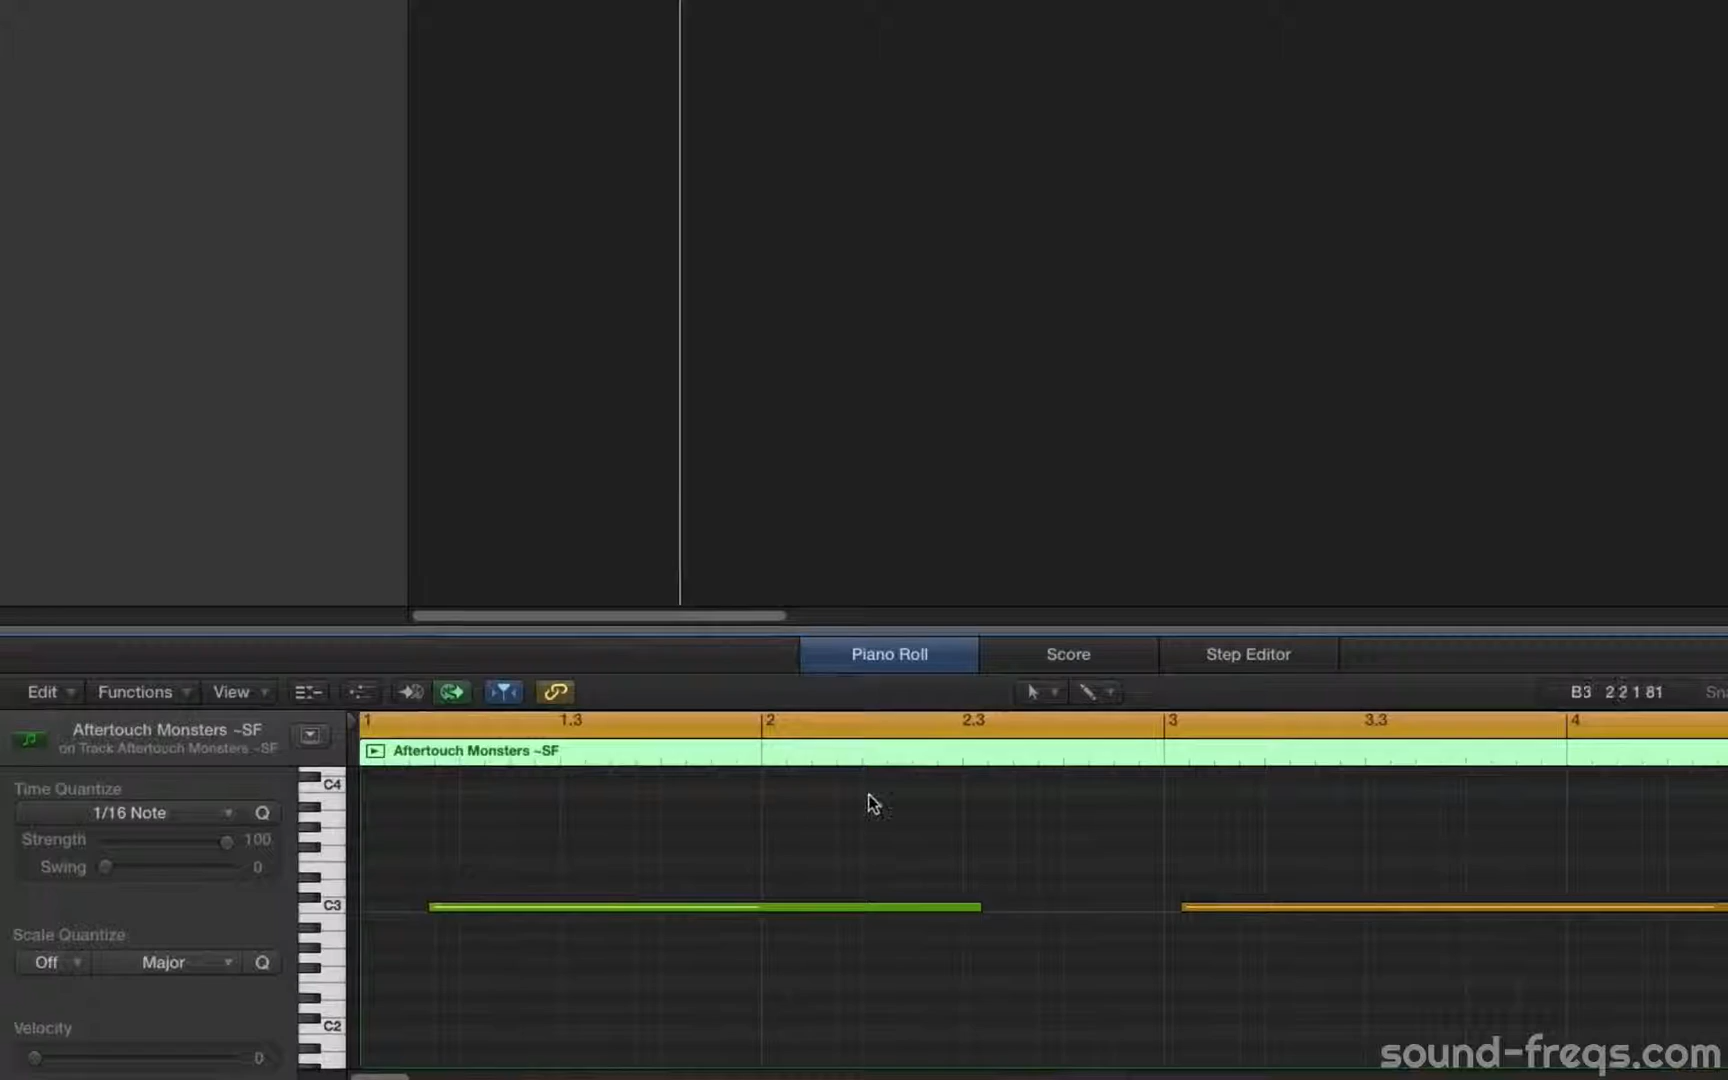 Piano Roll Score Step Editor
Edit Functions View B3 2 2 1 81
Aftertouch Monsters ~SF
on Track Aftertouch Monsters ~SF
1 1.3 2 2.3 3 3.3 4
Aftertouch Monsters ~SF
Time Quantize
1/16 Note Q
Strength 100
Swing 0
Scale Quantize
Off Major Q
Velocity
0
C4
C3
C2
sound-freqs.com